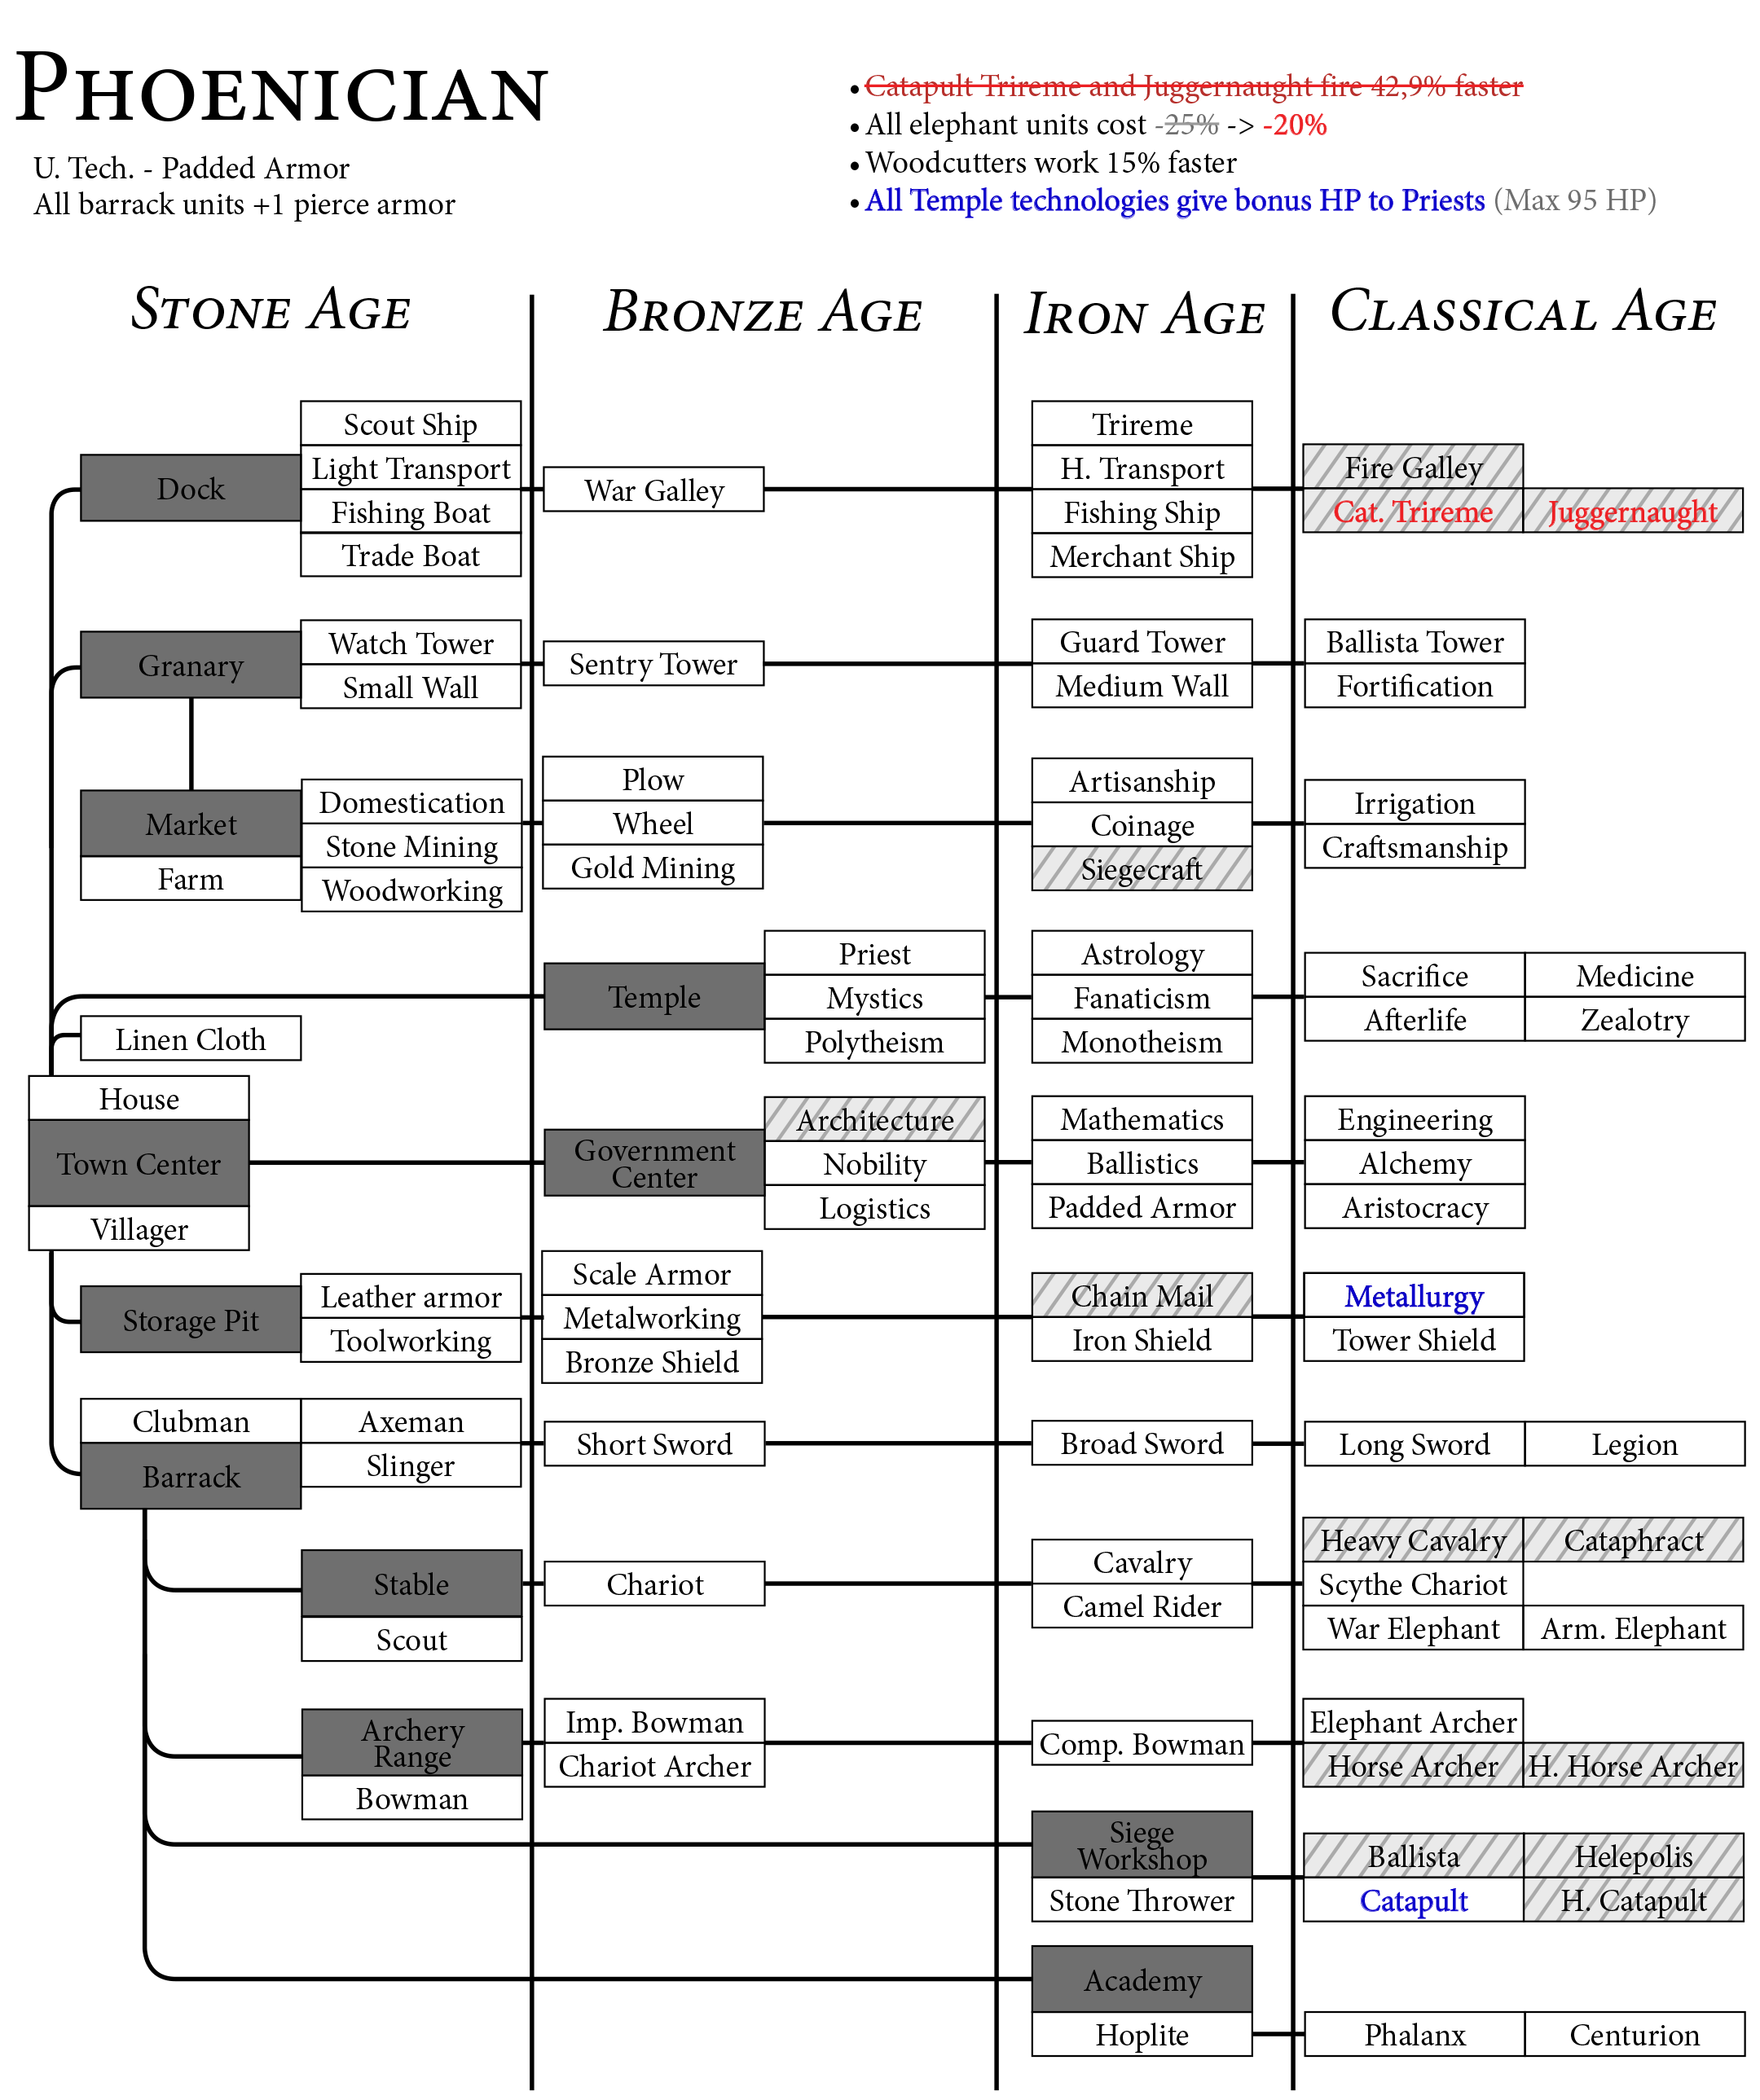 PHOENICIAN
U. Tech. - Padded Armor
All barrack units +1 pierce armor
• Catapult Trireme and Juggernaught fire 42,9% faster
• All elephant units cost -25% -> -20%
• Woodcutters work 15% faster
• All Temple technologies give bonus HP to Priests (Max 95 HP)
STONE AGE
BRONZE AGE
IRON AGE
CLASSICAL AGE
Dock
Scout Ship
Light Transport
Fishing Boat
Trade Boat
War Galley
Trireme
H. Transport
Fishing Ship
Merchant Ship
Fire Galley
Cat. Trireme
Juggernaught
Granary
Watch Tower
Small Wall
Sentry Tower
Guard Tower
Medium Wall
Ballista Tower
Fortification
Market
Farm
Domestication
Stone Mining
Woodworking
Plow
Wheel
Gold Mining
Artisanship
Coinage
Siegecraft
Irrigation
Craftsmanship
Temple
Priest
Mystics
Polytheism
Astrology
Fanaticism
Monotheism
Sacrifice
Medicine
Afterlife
Zealotry
Linen Cloth
House
Town Center
Villager
Government
Center
Architecture
Nobility
Logistics
Mathematics
Ballistics
Padded Armor
Engineering
Alchemy
Aristocracy
Storage Pit
Leather armor
Toolworking
Scale Armor
Metalworking
Bronze Shield
Chain Mail
Iron Shield
Metallurgy
Tower Shield
Clubman
Barrack
Axeman
Slinger
Short Sword
Broad Sword
Long Sword
Legion
Stable
Scout
Chariot
Cavalry
Camel Rider
Heavy Cavalry
Cataphract
Scythe Chariot
War Elephant
Arm. Elephant
Archery
Range
Bowman
Imp. Bowman
Chariot Archer
Comp. Bowman
Elephant Archer
Horse Archer
H. Horse Archer
Siege
Workshop
Stone Thrower
Ballista
Helepolis
Catapult
H. Catapult
Academy
Hoplite
Phalanx
Centurion